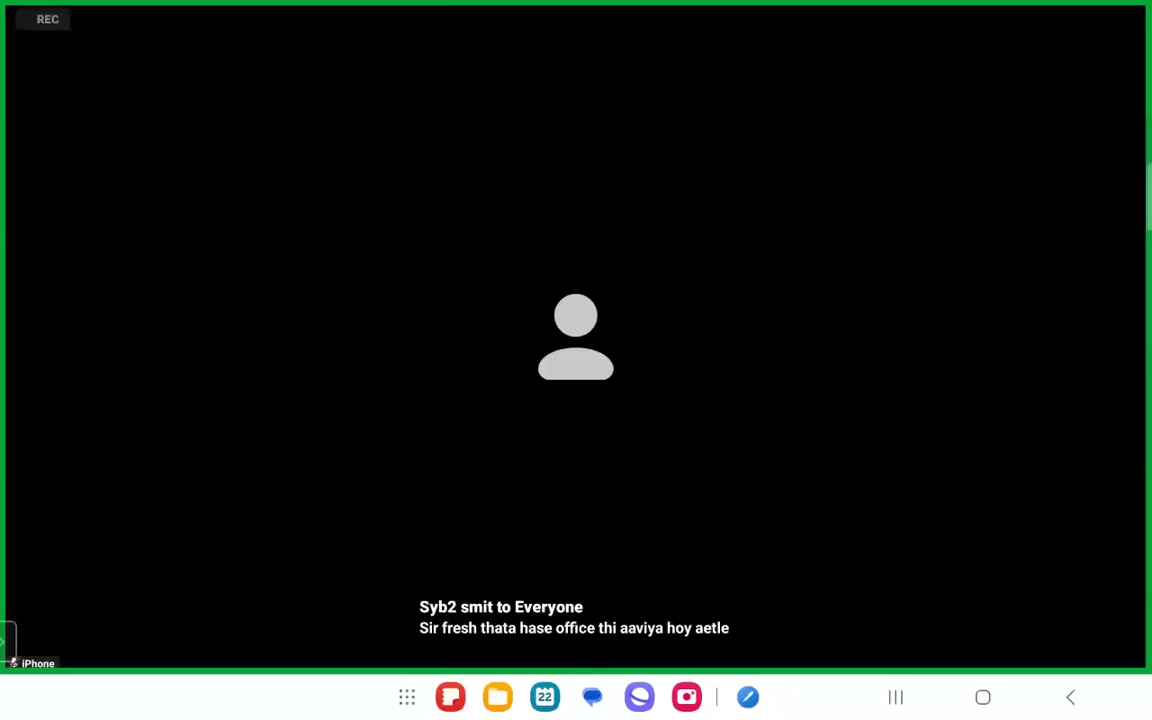 REC
Syb2 smit to Everyone
Sir fresh thata hase office thi aaviya hoy aetle
iPhone
22